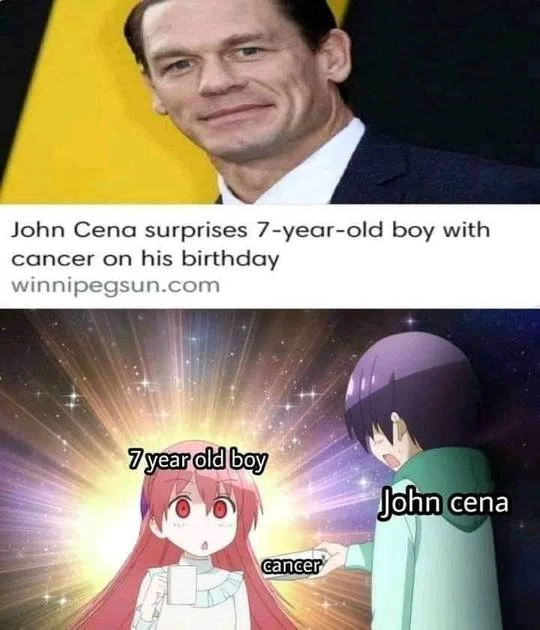 John Cena surprises 7-year-old boy with
cancer on his birthday
winnipegsun.com
7 year old boy
John cena
cancer